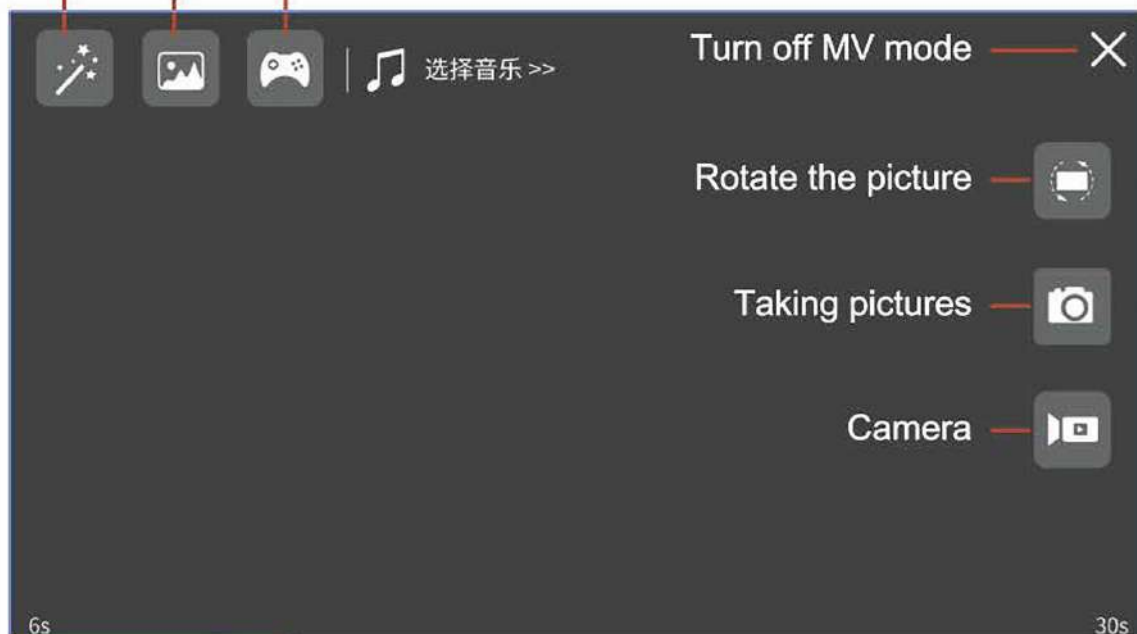 选择音乐 >>
Turn off MV mode
Rotate the picture
Taking pictures
Camera
6s
30s